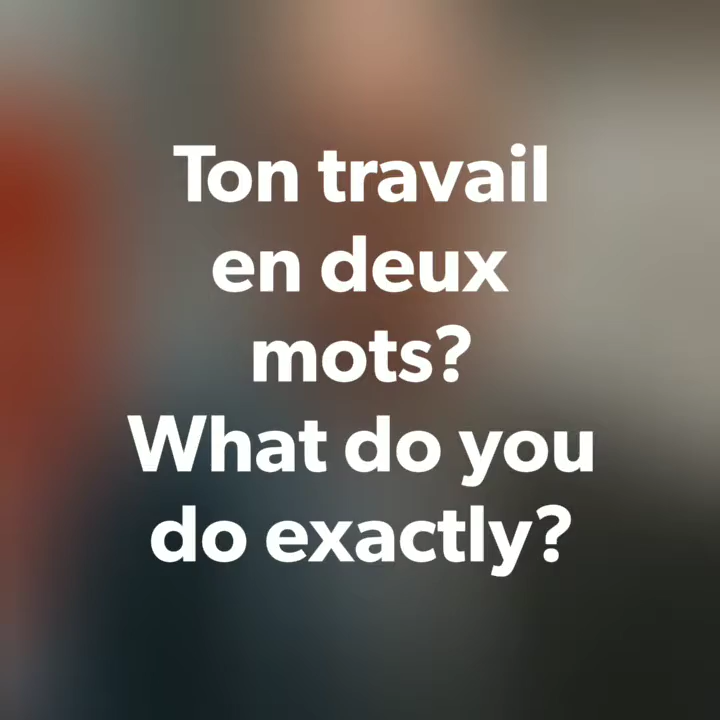 Ton travail
en deux
mots?
What do you
do exactly?